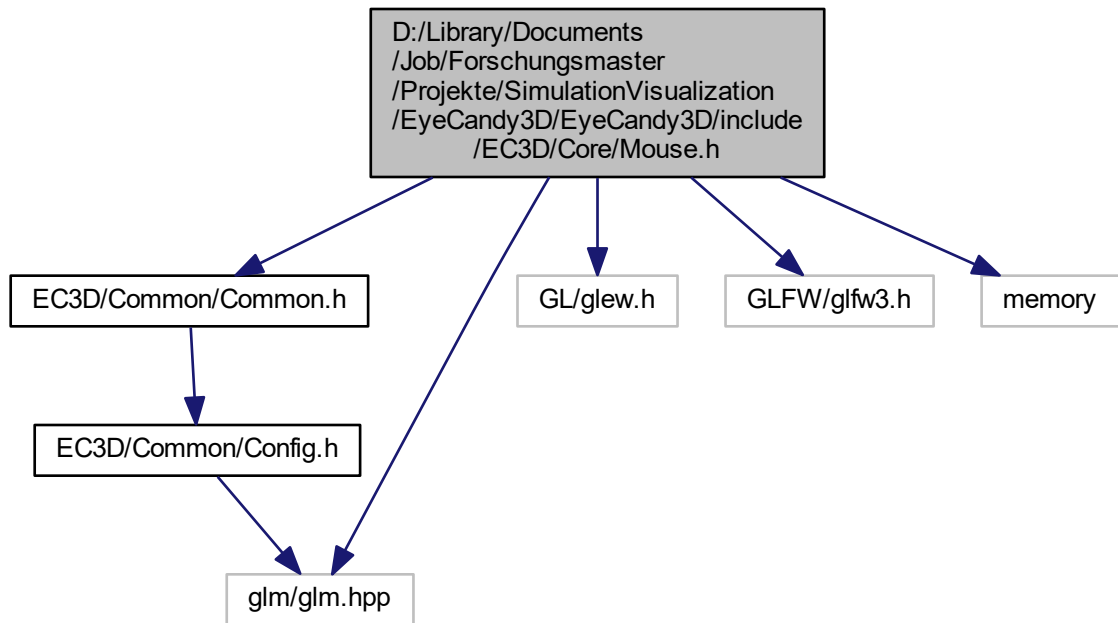 D:/Library/Documents
/Job/Forschungsmaster
/Projekte/SimulationVisualization
/EyeCandy3D/EyeCandy3D/include
/EC3D/Core/Mouse.h
EC3D/Common/Common.h
GL/glew.h
GLFW/glfw3.h
memory
EC3D/Common/Config.h
glm/glm.hpp